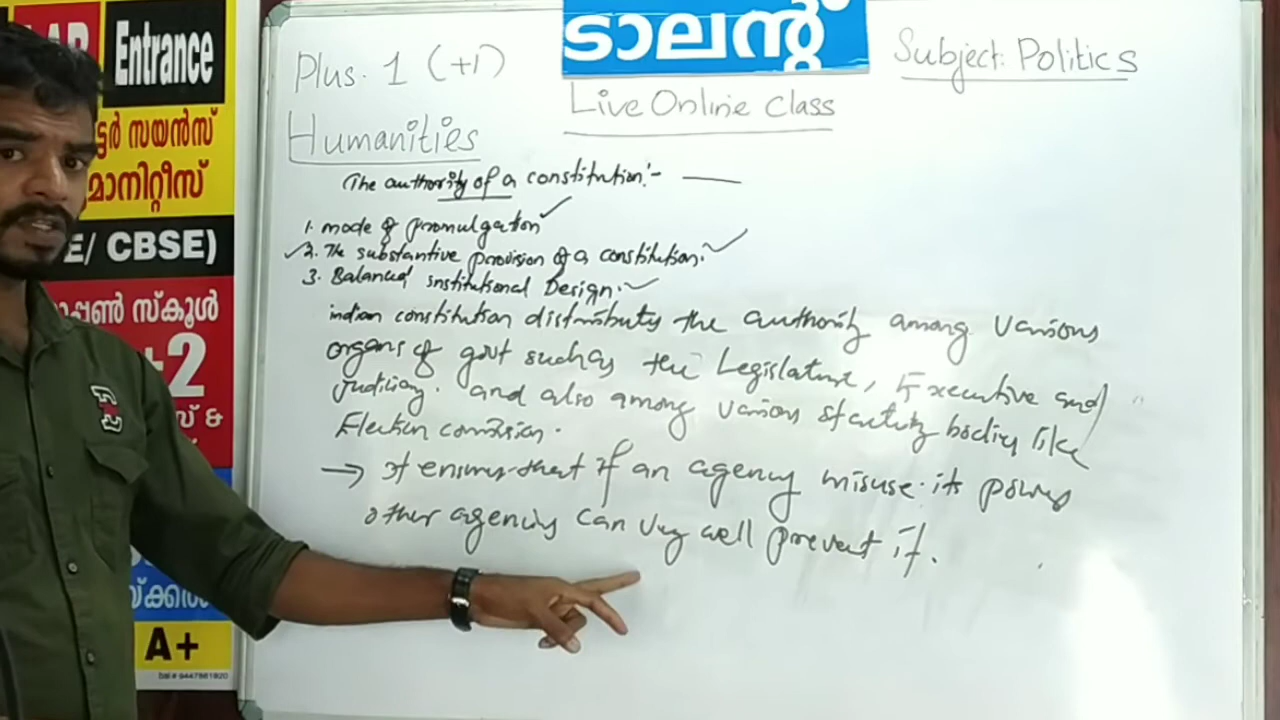 Entrance
ട്ടർ സയൻസ്
മാനിറ്റീസ്
E/ CBSE)
പ്പൺ സ്കൂൾ
+2
സ് &
യ്ക്കൽ
A+
ടാലന്റ്
Plus. 1 (+1)
Subject: Politics
Live Online Class
Humanities
The authority of a constitution:-
1. mode of promulgation
2. The substantive provision of a constitution.
3. Balanced institutional Design.
indian constitution distributes the authority among various
organs of govt such as the Legislature, Executive and
Judiciary. and also among various statutory bodies like
Election commission.
→ It ensures that if an agency misuse its powers
other agencies can very well prevent it.